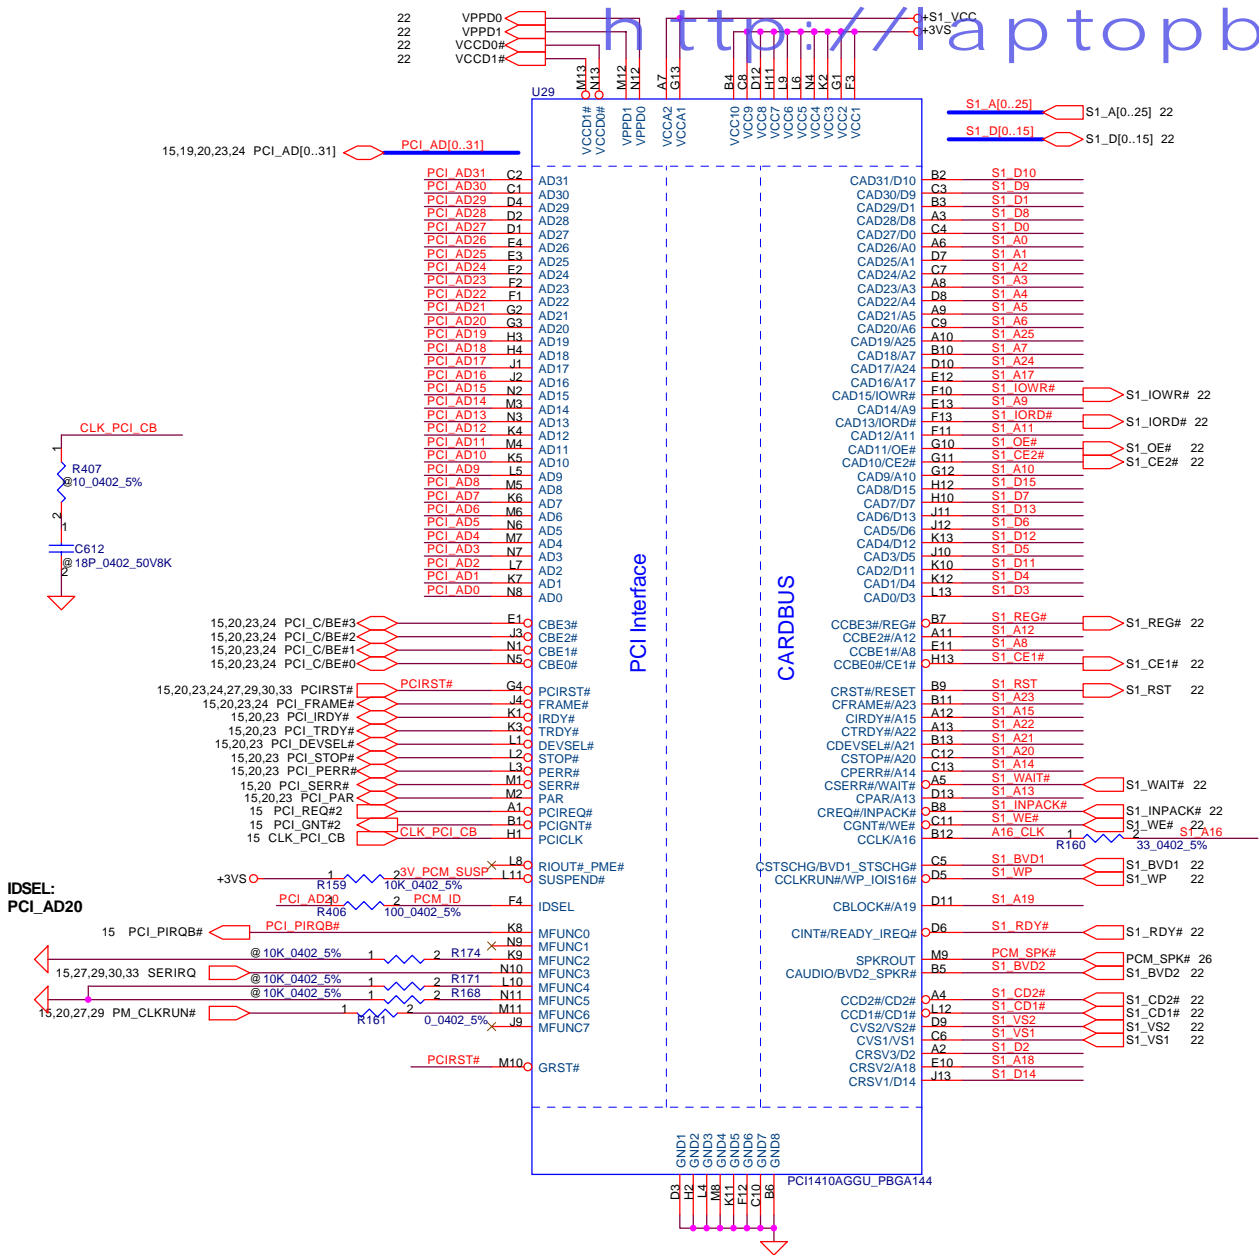 http://laptopb
22 VPPD0
22 VPPD1
22 VCCD0#
22 VCCD1#
+S1_VCC
+3VS
M13 N13 M12 N12 A7 G13 B4 C8 D12 H11 L9 L6 N4 K2 G1 F3
U29
VCCD1# VCCD0# VPPD1 VPPD0 VCCA2 VCCA1 VCC10 VCC9 VCC8 VCC7 VCC6 VCC5 VCC4 VCC3 VCC2 VCC1
S1_A[0..25] S1_A[0..25] 22
S1_D[0..15] S1_D[0..15] 22
15,19,20,23,24 PCI_AD[0..31] PCI_AD[0..31]
PCI_AD31 C2 AD31
PCI_AD30 C1 AD30
PCI_AD29 D4 AD29
PCI_AD28 D2 AD28
PCI_AD27 D1 AD27
PCI_AD26 E4 AD26
PCI_AD25 E3 AD25
PCI_AD24 E2 AD24
PCI_AD23 F2 AD23
PCI_AD22 F1 AD22
PCI_AD21 G2 AD21
PCI_AD20 G3 AD20
PCI_AD19 H3 AD19
PCI_AD18 H4 AD18
PCI_AD17 J1 AD17
PCI_AD16 J2 AD16
PCI_AD15 N2 AD15
PCI_AD14 M3 AD14
PCI_AD13 N3 AD13
PCI_AD12 K4 AD12
PCI_AD11 M4 AD11
PCI_AD10 K5 AD10
PCI_AD9 L5 AD9
PCI_AD8 M5 AD8
PCI_AD7 K6 AD7
PCI_AD6 M6 AD6
PCI_AD5 N6 AD5
PCI_AD4 M7 AD4
PCI_AD3 N7 AD3
PCI_AD2 L7 AD2
PCI_AD1 K7 AD1
PCI_AD0 N8 AD0
CLK_PCI_CB
1
R407
@10_0402_5%
2
1
C612
@18P_0402_50V8K
2
15,20,23,24 PCI_C/BE#3 E1 CBE3#
15,20,23,24 PCI_C/BE#2 J3 CBE2#
15,20,23,24 PCI_C/BE#1 N1 CBE1#
15,20,23,24 PCI_C/BE#0 N5 CBE0#
15,20,23,24,27,29,30,33 PCIRST# PCIRST# G4 PCIRST#
15,20,23,24 PCI_FRAME# J4 FRAME#
15,20,23 PCI_IRDY# K1 IRDY#
15,20,23 PCI_TRDY# K3 TRDY#
15,20,23 PCI_DEVSEL# L1 DEVSEL#
15,20,23 PCI_STOP# L2 STOP#
15,20,23 PCI_PERR# L3 PERR#
15,20 PCI_SERR# M1 SERR#
15,20,23 PCI_PAR M2 PAR
15 PCI_REQ#2 A1 PCIREQ#
15 PCI_GNT#2 B1 PCIGNT#
15 CLK_PCI_CB CLK_PCI_CB H1 PCICLK
L8 RIOUT#_PME#
+3VS 1 2 3V_PCM_SUSP L11 SUSPEND#
R159 10K_0402_5%
IDSEL:
PCI_AD20
PCI_AD20 1 2 PCM_ID F4 IDSEL
R406 100_0402_5%
15 PCI_PIRQB# PCI_PIRQB# K8 MFUNC0
N9 MFUNC1
@10K_0402_5% 1 2 R174 K9 MFUNC2
15,27,29,30,33 SERIRQ N10 MFUNC3
@10K_0402_5% 1 2 R171 L10 MFUNC4
@10K_0402_5% 1 2 R168 N11 MFUNC5
15,20,27,29 PM_CLKRUN# 1 2 M11 MFUNC6
R161 0_0402_5% J9 MFUNC7
PCIRST# M10 GRST#
PCI Interface
CARDBUS
CAD31/D10 B2 S1_D10
CAD30/D9 C3 S1_D9
CAD29/D1 B3 S1_D1
CAD28/D8 A3 S1_D8
CAD27/D0 C4 S1_D0
CAD26/A0 A6 S1_A0
CAD25/A1 D7 S1_A1
CAD24/A2 C7 S1_A2
CAD23/A3 A8 S1_A3
CAD22/A4 D8 S1_A4
CAD21/A5 A9 S1_A5
CAD20/A6 C9 S1_A6
CAD19/A25 A10 S1_A25
CAD18/A7 B10 S1_A7
CAD17/A24 D10 S1_A24
CAD16/A17 E12 S1_A17
CAD15/IOWR# F10 S1_IOWR# S1_IOWR# 22
CAD14/A9 E13 S1_A9
CAD13/IORD# F13 S1_IORD# S1_IORD# 22
CAD12/A11 F11 S1_A11
CAD11/OE# G10 S1_OE# S1_OE# 22
CAD10/CE2# G11 S1_CE2# S1_CE2# 22
CAD9/A10 G12 S1_A10
CAD8/D15 H12 S1_D15
CAD7/D7 H10 S1_D7
CAD6/D13 J11 S1_D13
CAD5/D6 J12 S1_D6
CAD4/D12 K13 S1_D12
CAD3/D5 J10 S1_D5
CAD2/D11 K10 S1_D11
CAD1/D4 K12 S1_D4
CAD0/D3 L13 S1_D3
CCBE3#/REG# B7 S1_REG# S1_REG# 22
CCBE2#/A12 A11 S1_A12
CCBE1#/A8 E11 S1_A8
CCBE0#/CE1# H13 S1_CE1# S1_CE1# 22
CRST#/RESET B9 S1_RST S1_RST 22
CFRAME#/A23 B11 S1_A23
CIRDY#/A15 A12 S1_A15
CTRDY#/A22 A13 S1_A22
CDEVSEL#/A21 B13 S1_A21
CSTOP#/A20 C12 S1_A20
CPERR#/A14 C13 S1_A14
CSERR#/WAIT# A5 S1_WAIT# S1_WAIT# 22
CPAR/A13 D13 S1_A13
CREQ#/INPACK# B8 S1_INPACK# S1_INPACK# 22
CGNT#/WE# C11 S1_WE# S1_WE# 22
CCLK/A16 B12 A16_CLK 1 2 S1_A16
R160 33_0402_5%
CSTSCHG/BVD1_STSCHG# C5 S1_BVD1 S1_BVD1 22
CCLKRUN#/WP_IOIS16# D5 S1_WP S1_WP 22
CBLOCK#/A19 D11 S1_A19
CINT#/READY_IREQ# D6 S1_RDY# S1_RDY# 22
SPKROUT M9 PCM_SPK# PCM_SPK# 26
CAUDIO/BVD2_SPKR# B5 S1_BVD2 S1_BVD2 22
CCD2#/CD2# A4 S1_CD2# S1_CD2# 22
CCD1#/CD1# L12 S1_CD1# S1_CD1# 22
CVS2/VS2# D9 S1_VS2 S1_VS2 22
CVS1/VS1 C6 S1_VS1 S1_VS1 22
CRSV3/D2 A2 S1_D2
CRSV2/A18 E10 S1_A18
CRSV1/D14 J13 S1_D14
GND1 GND2 GND3 GND4 GND5 GND6 GND7 GND8
PCI1410AGGU_PBGA144
D3 H2 L4 M8 K11 F12 C10 B6